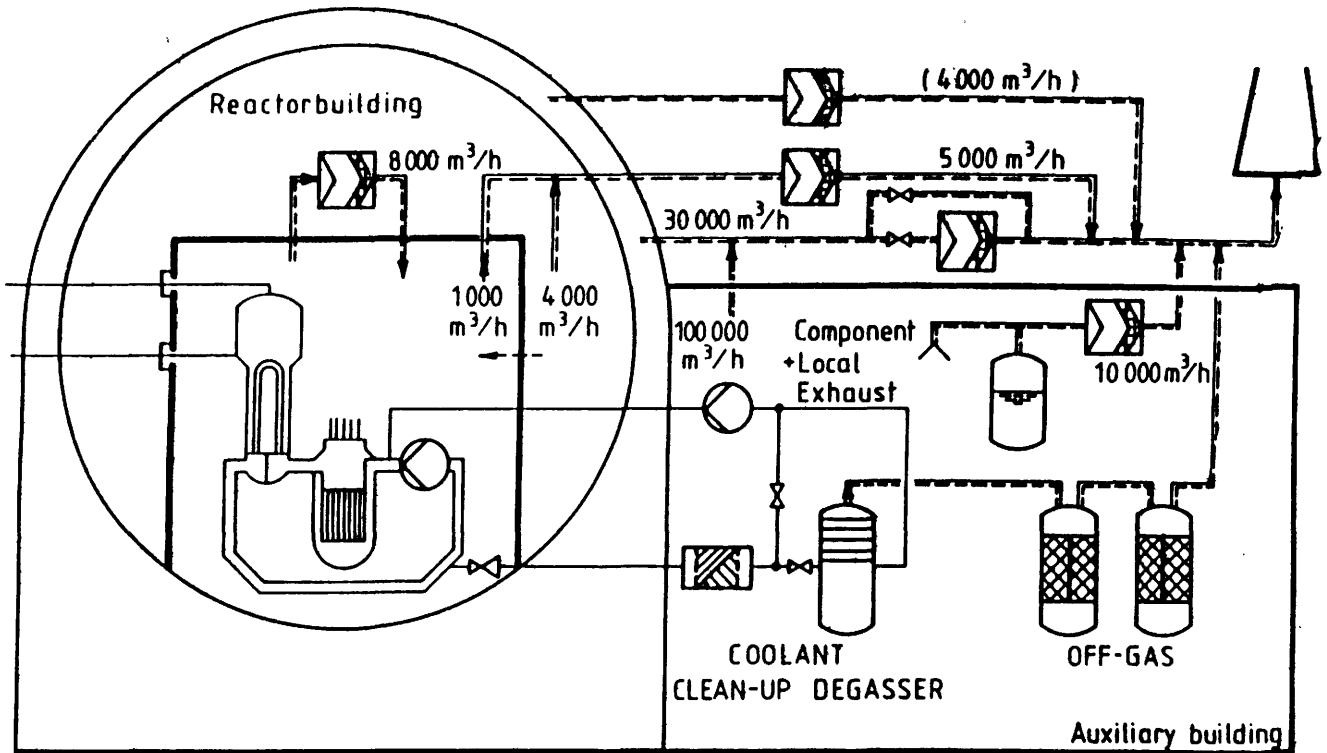 (4000 m³/h)
Reactorbuilding
8000 m³/h
5000 m³/h
30000 m³/h
1000
m³/h
4000
m³/h
100000
m³/h
Component
+Local
Exhaust
10000 m³/h
COOLANT
CLEAN-UP DEGASSER
OFF-GAS
Auxiliary building